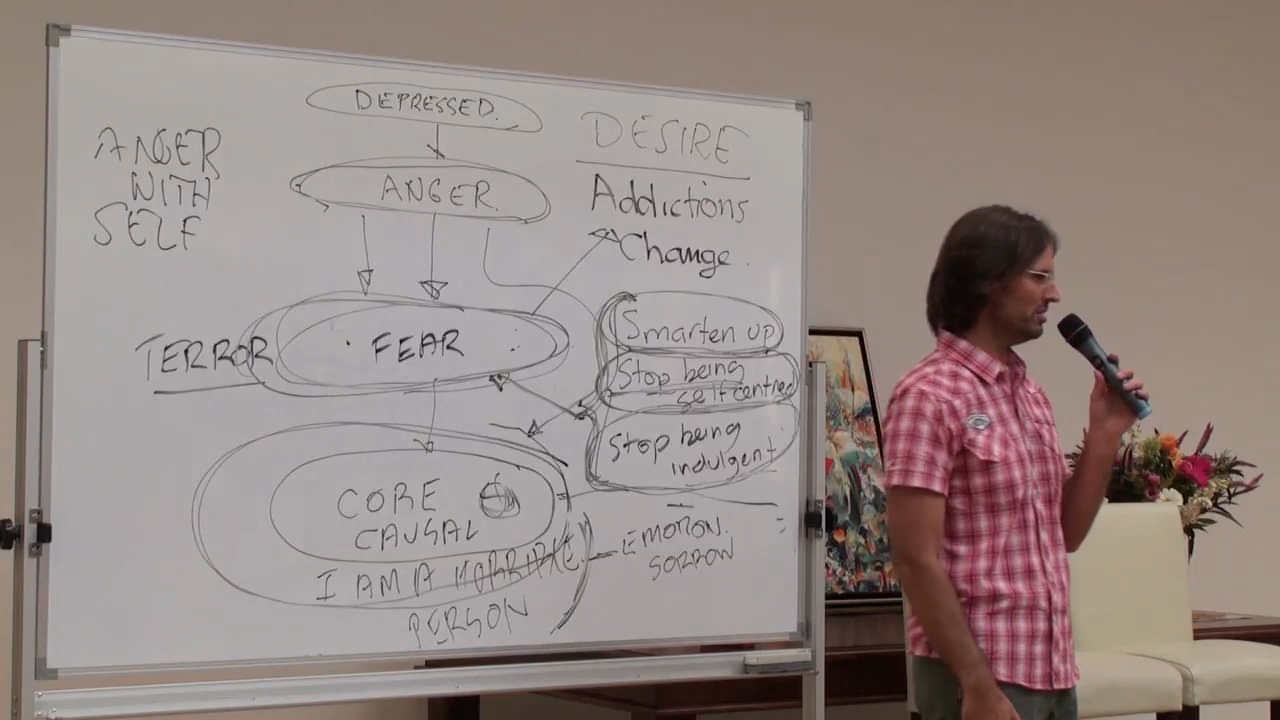 DEPRESSED.
ANGER
WITH
SELF
ANGER.
DESIRE
Addictions
Change.
TERROR
FEAR
Smarten up
Stop being
self centred
Stop being
indulgent
CORE
CAUSAL
I AM A HORRIBLE
PERSON
EMOTION.
SORROW